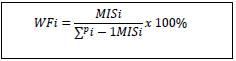 WFi = MISi / ∑ᵖi − 1MISi x 100%